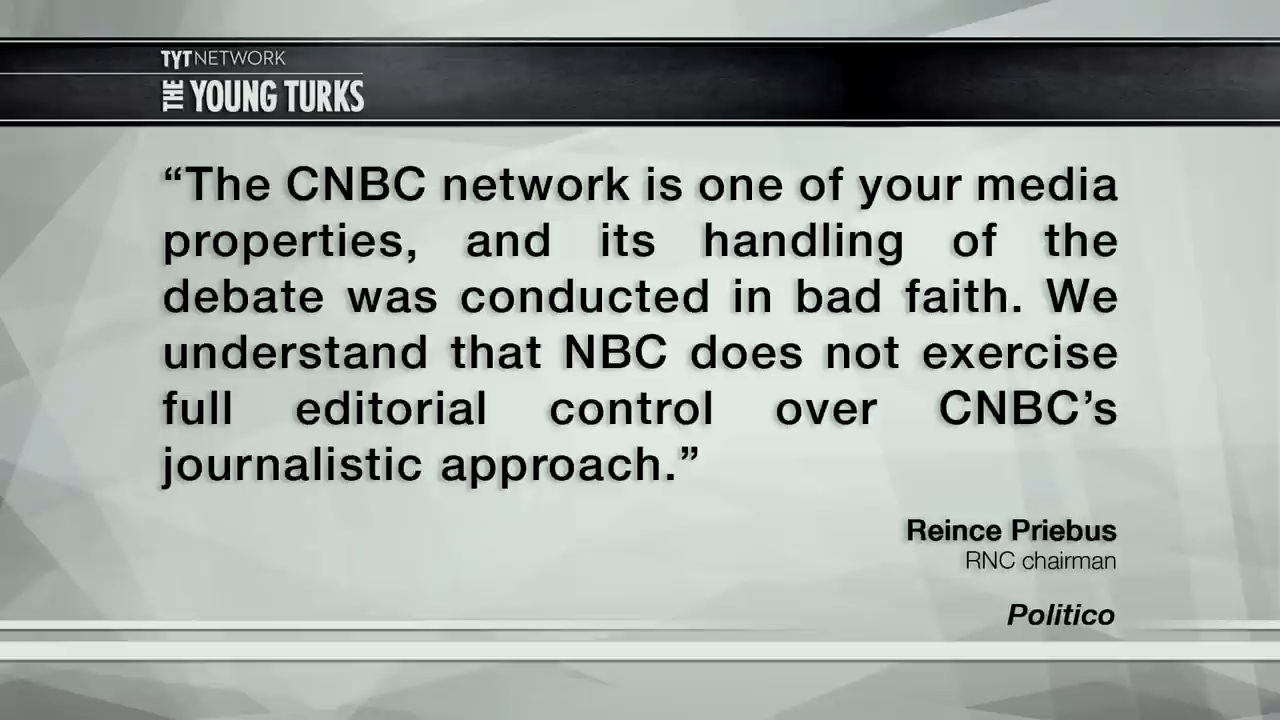 TYTNETWORK
THE YOUNG TURKS
“The CNBC network is one of your media
properties, and its handling of the
debate was conducted in bad faith. We
understand that NBC does not exercise
full editorial control over CNBC’s
journalistic approach.”
Reince Priebus
RNC chairman
Politico